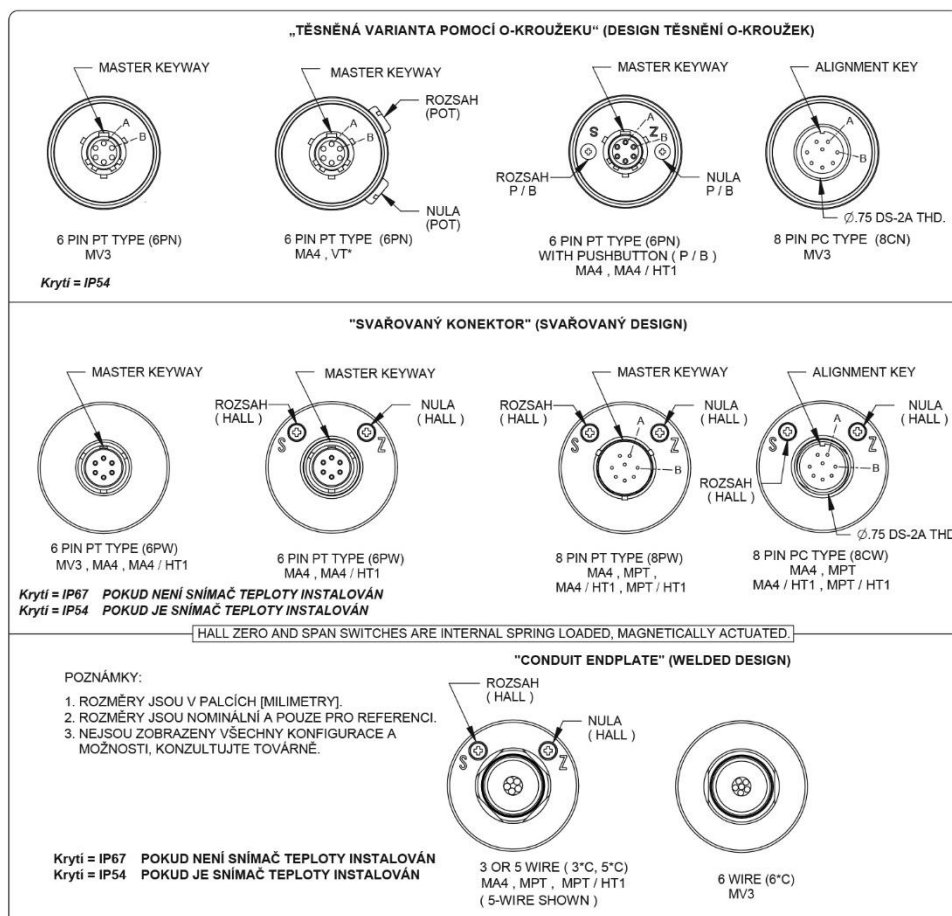 „TĚSNĚNÁ VARIANTA POMOCÍ O-KROUŽEKU“ (DESIGN TĚSNĚNÍ O-KROUŽEK)
MASTER KEYWAY
A
B
6 PIN PT TYPE (6PN)
MV3
Krytí = IP54
MASTER KEYWAY
ROZSAH
(POT)
A
B
NULA
(POT)
6 PIN PT TYPE (6PN)
MA4 , VT*
MASTER KEYWAY
A
B
S
Z
ROZSAH
P / B
NULA
P / B
6 PIN PT TYPE (6PN)
WITH PUSHBUTTON ( P / B )
MA4 , MA4 / HT1
ALIGNMENT KEY
A
B
Ø.75 DS-2A THD.
8 PIN PC TYPE (8CN)
MV3
"SVAŘOVANÝ KONEKTOR" (SVAŘOVANÝ DESIGN)
MASTER KEYWAY
6 PIN PT TYPE (6PW)
MV3 , MA4, MA4 / HT1
MASTER KEYWAY
ROZSAH
( HALL )
NULA
( HALL )
S
Z
6 PIN PT TYPE (6PW)
MA4 , MA4 / HT1
MASTER KEYWAY
ROZSAH
( HALL )
NULA
( HALL )
A
S
Z
B
8 PIN PT TYPE (8PW)
MA4 , MPT ,
MA4 / HT1 , MPT / HT1
ALIGNMENT KEY
NULA
( HALL )
A
S
Z
B
ROZSAH
( HALL )
Ø.75 DS-2A THD
8 PIN PC TYPE (8CW)
MA4 , MPT
MA4 / HT1 , MPT / HT1
Krytí = IP67 POKUD NENÍ SNÍMAČ TEPLOTY INSTALOVÁN
Krytí = IP54 POKUD JE SNÍMAČ TEPLOTY INSTALOVÁN
HALL ZERO AND SPAN SWITCHES ARE INTERNAL SPRING LOADED, MAGNETICALLY ACTUATED.
"CONDUIT ENDPLATE" (WELDED DESIGN)
POZNÁMKY:
1. ROZMĚRY JSOU V PALCÍCH [MILIMETRY].
2. ROZMĚRY JSOU NOMINÁLNÍ A POUZE PRO REFERENCI.
3. NEJSOU ZOBRAZENY VŠECHNY KONFIGURACE A
MOŽNOSTI, KONZULTUJTE TOVÁRNĚ.
ROZSAH
( HALL )
NULA
( HALL )
S
Z
3 OR 5 WIRE ( 3*C, 5*C)
MA4 , MPT , MPT / HT1
( 5-WIRE SHOWN )
6 WIRE (6*C)
MV3
Krytí = IP67 POKUD NENÍ SNÍMAČ TEPLOTY INSTALOVÁN
Krytí = IP54 POKUD JE SNÍMAČ TEPLOTY INSTALOVÁN